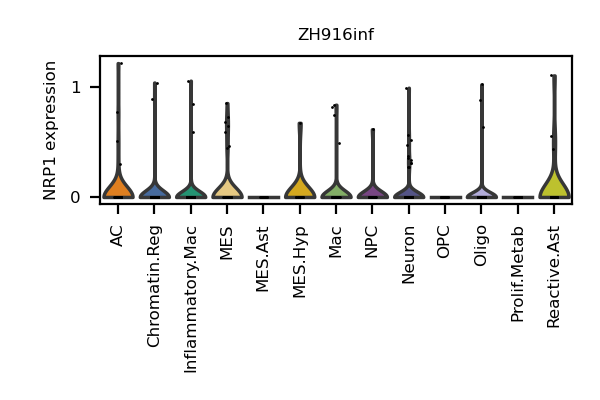 ZH916inf
NRP1 expression
1
0
AC
Chromatin.Reg
Inflammatory.Mac
MES
MES.Ast
MES.Hyp
Mac
NPC
Neuron
OPC
Oligo
Prolif.Metab
Reactive.Ast